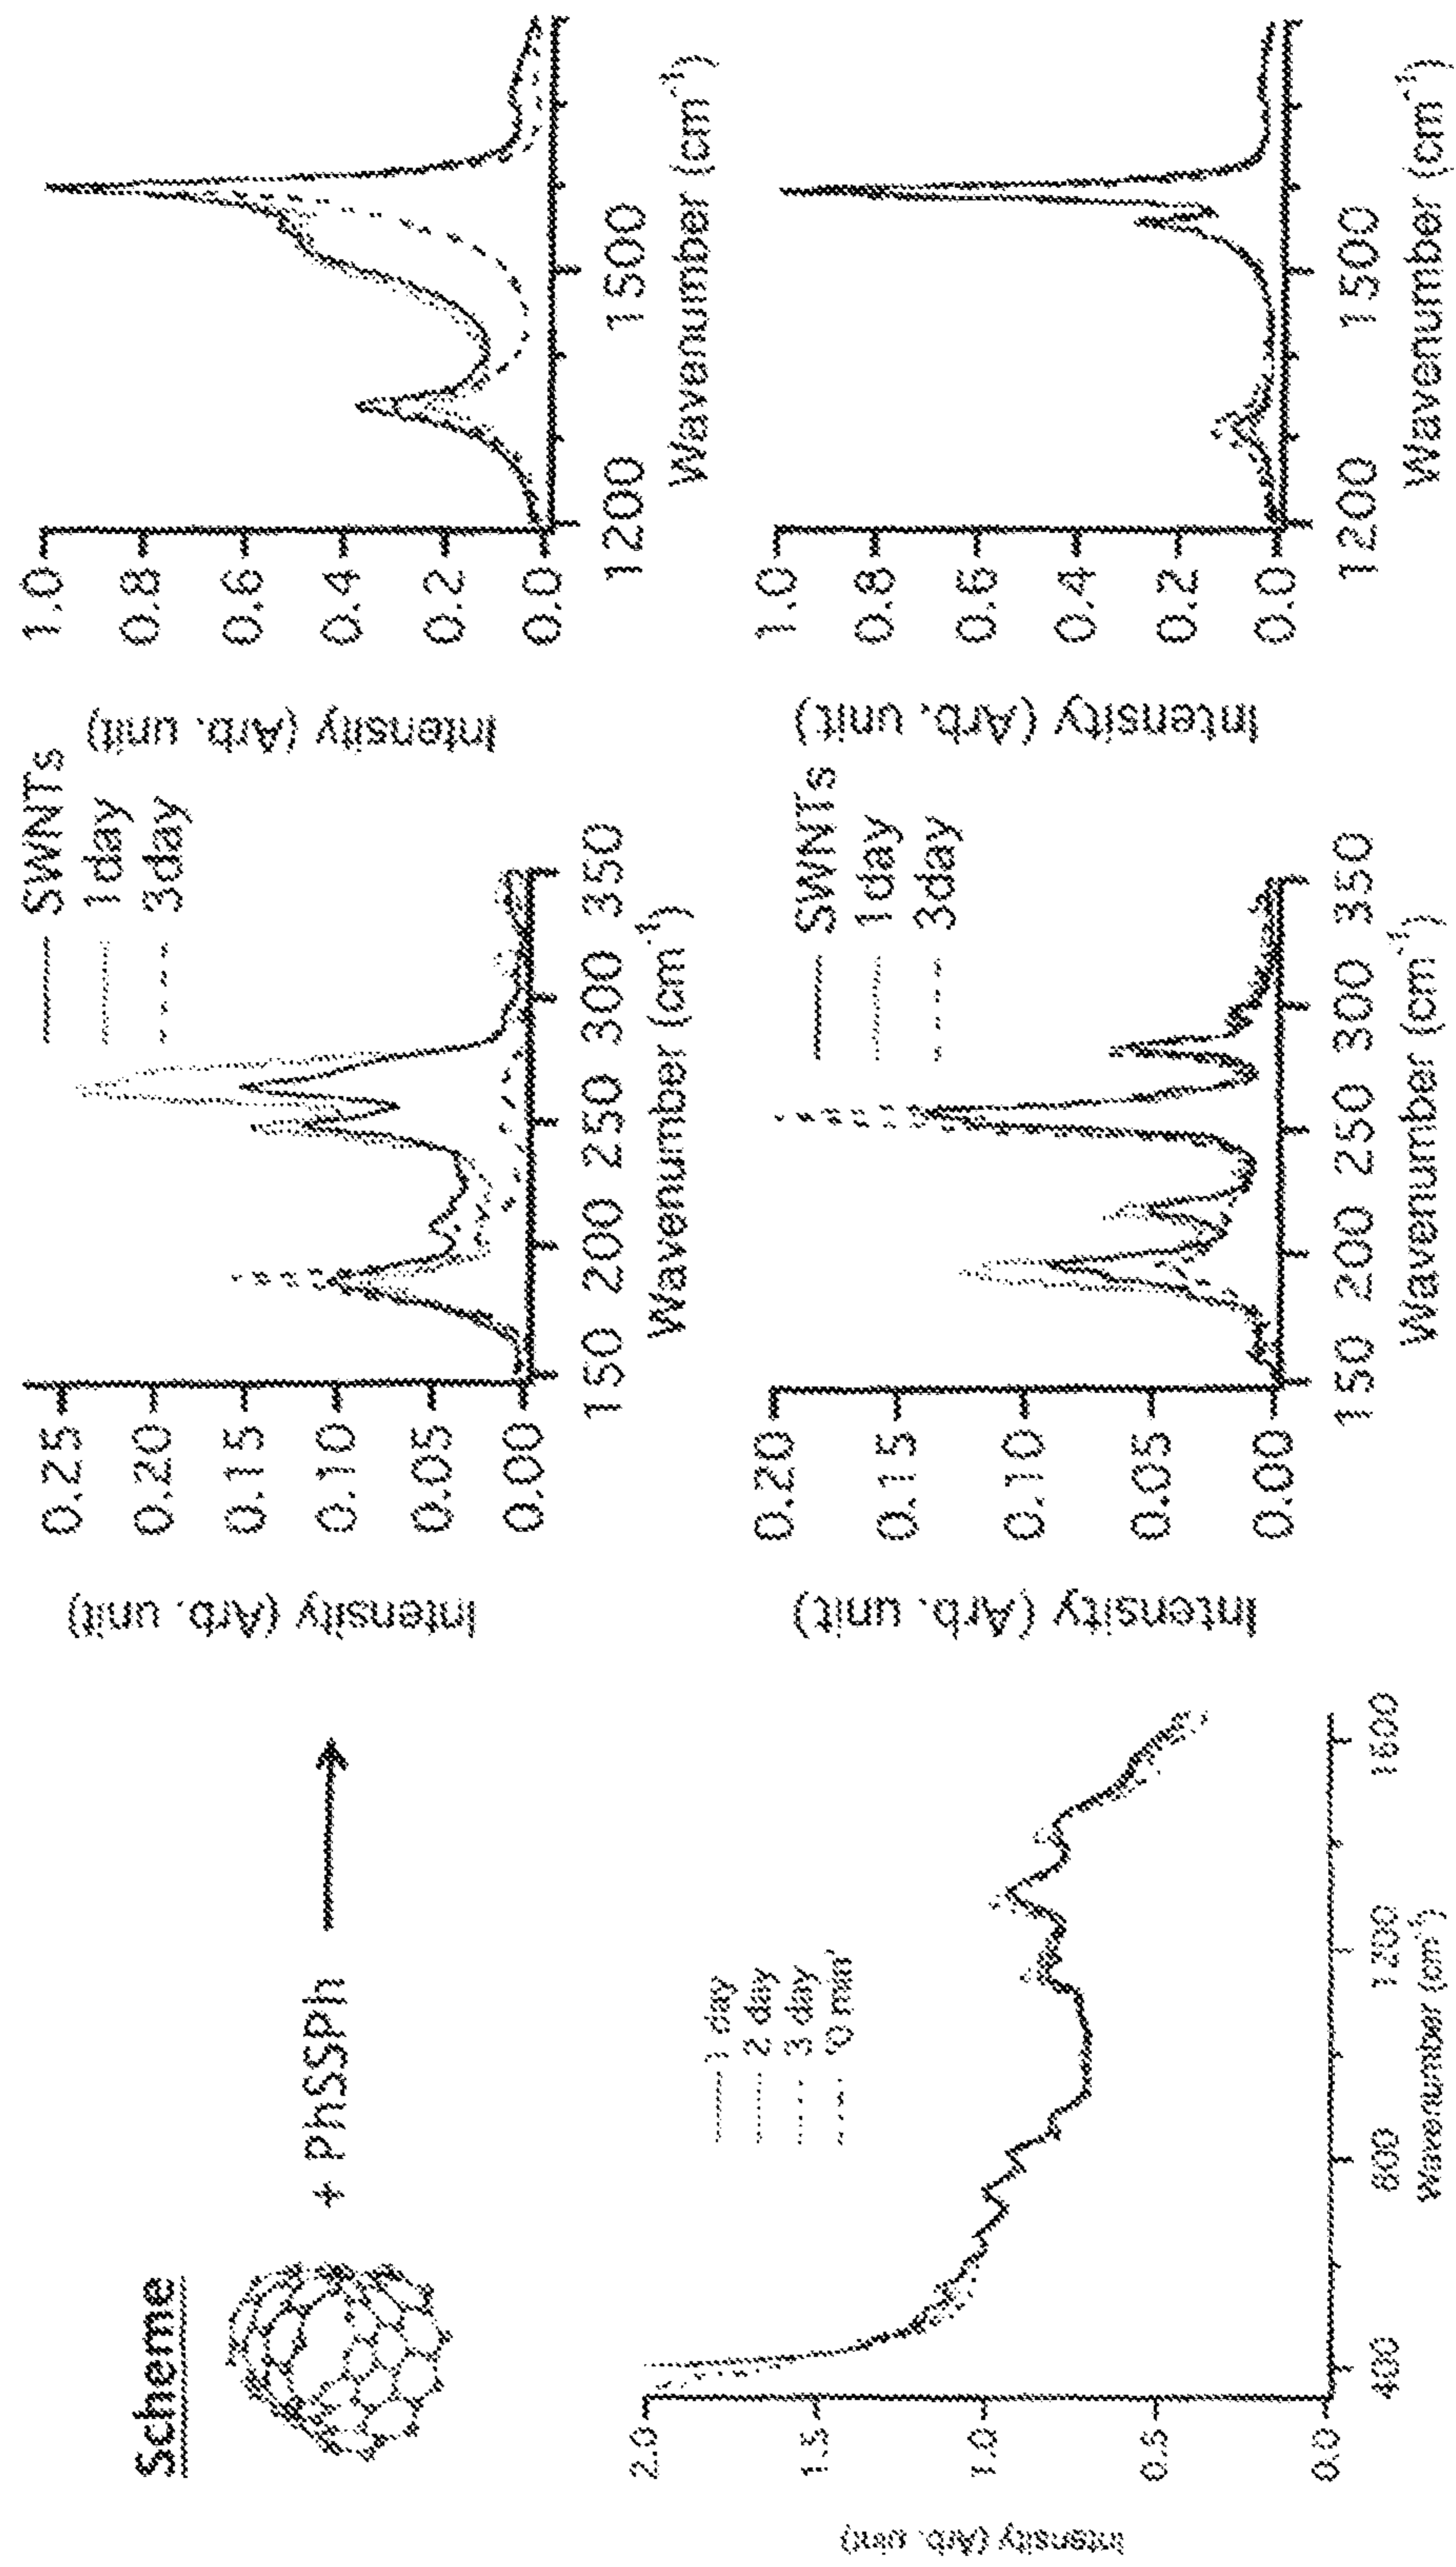 Scheme
+ PhSSPh
Intensity (Arb. unit)
2.0
1.5
1.0
0.5
0.0
1 day
2 day
3 day
400
800
1200
1600
Wavenumber (cm⁻¹)
Intensity (Arb. unit)
0.25
0.20
0.15
0.10
0.05
0.00
SWNTs
1day
3day
150 200 250 300 350
Wavenumber (cm⁻¹)
Intensity (Arb. unit)
1.0
0.8
0.6
0.4
0.2
0.0
1200
1500
Wavenumber (cm⁻¹)
Intensity (Arb. unit)
0.20
0.15
0.10
0.05
0.00
SWNTs
1day
3day
150 200 250 300 350
Wavenumber (cm⁻¹)
Intensity (Arb. unit)
1.0
0.8
0.6
0.4
0.2
0.0
1200
1500
Wavenumber (cm⁻¹)